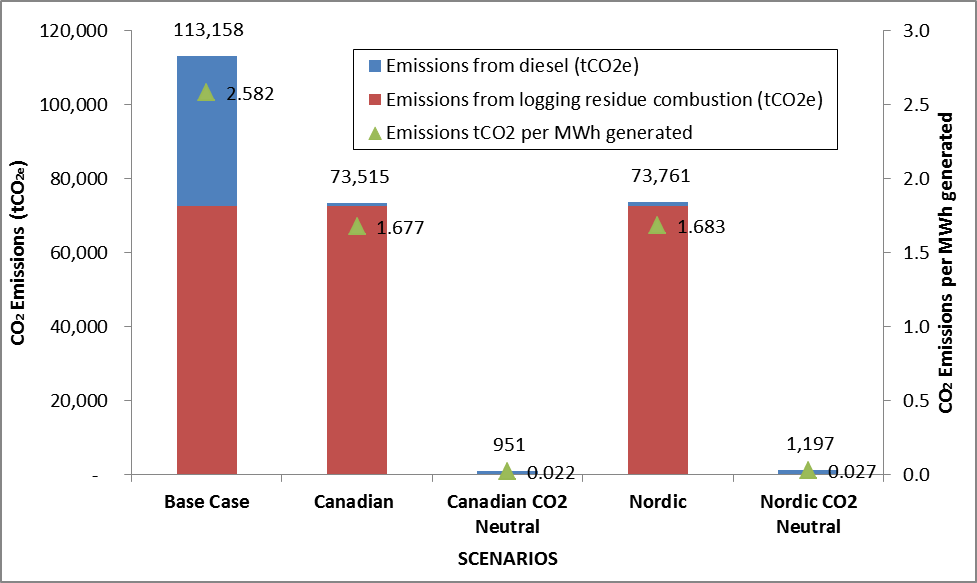 120,000
100,000
80,000
60,000
40,000
20,000
-
CO2 Emissions (tCO2e)
113,158
2.582
73,515
1.677
951
0.022
73,761
1.683
1,197
0.027
Emissions from diesel (tCO2e)
Emissions from logging residue combustion (tCO2e)
Emissions tCO2 per MWh generated
3.0
2.5
2.0
1.5
1.0
0.5
0.0
CO2 Emissions per MWh generated
Base Case
Canadian
Canadian CO2
Neutral
Nordic
Nordic CO2
Neutral
SCENARIOS